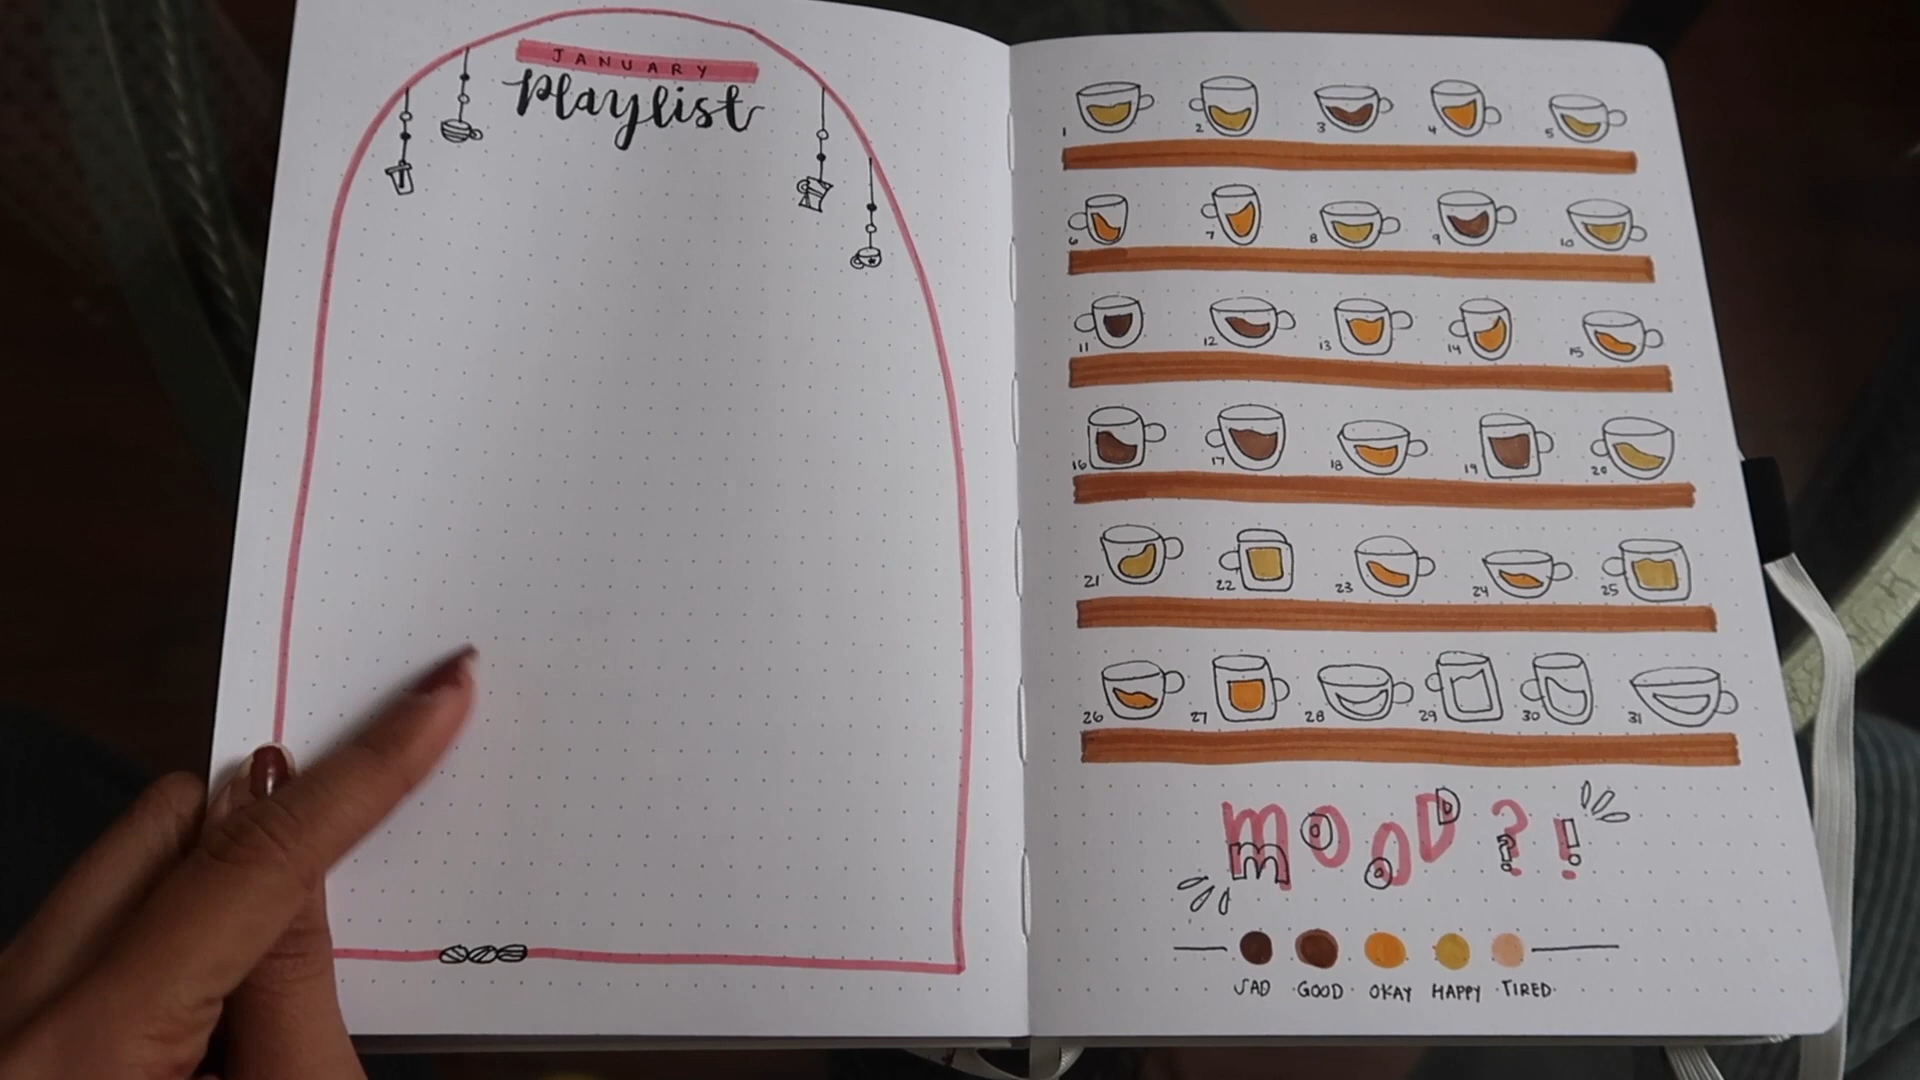 JANUARY
Playlist
1 2 3 4 5
6 7 8 9 10
11 12 13 14 15
16 17 18 19 20
21 22 23 24 25
26 27 28 29 30 31
MOOD?!
M O O D ? !
SAD · GOOD · OKAY HAPPY · TIRED